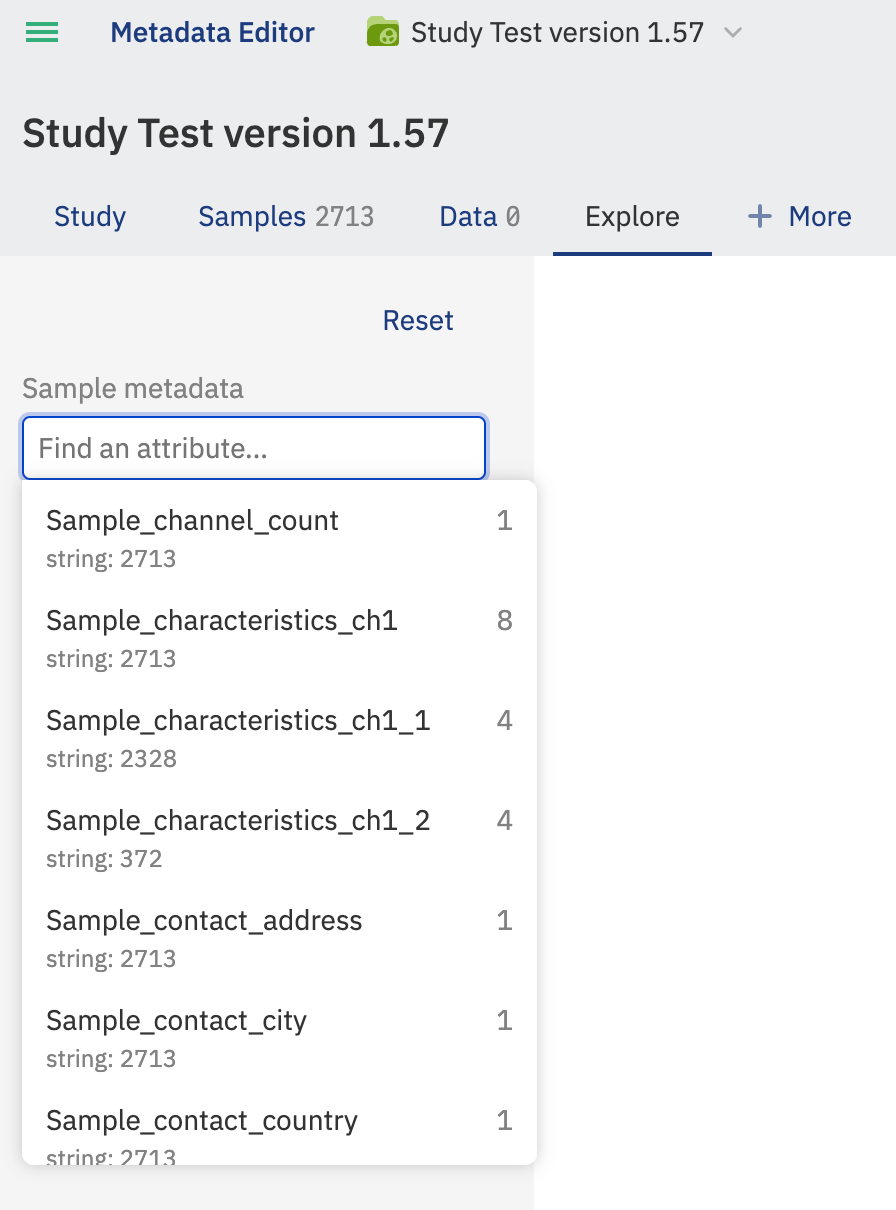 Metadata Editor Study Test version 1.57
Study Test version 1.57
Study Samples 2713 Data 0 Explore + More
Reset
Sample metadata
Find an attribute...
Sample_channel_count 1
string: 2713
Sample_characteristics_ch1 8
string: 2713
Sample_characteristics_ch1_1 4
string: 2328
Sample_characteristics_ch1_2 4
string: 372
Sample_contact_address 1
string: 2713
Sample_contact_city 1
string: 2713
Sample_contact_country 1
string: 2713